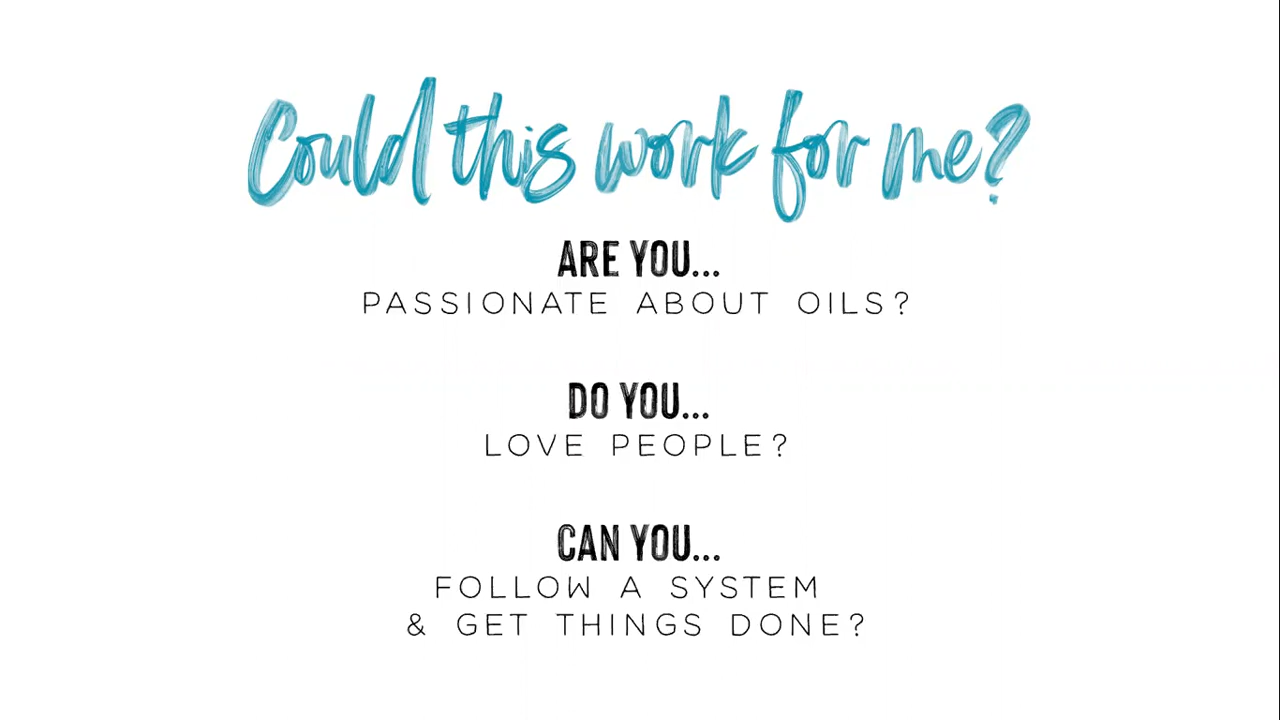 Could this work for me?
ARE YOU...
PASSIONATE ABOUT OILS?
DO YOU...
LOVE PEOPLE?
CAN YOU...
FOLLOW A SYSTEM
& GET THINGS DONE?